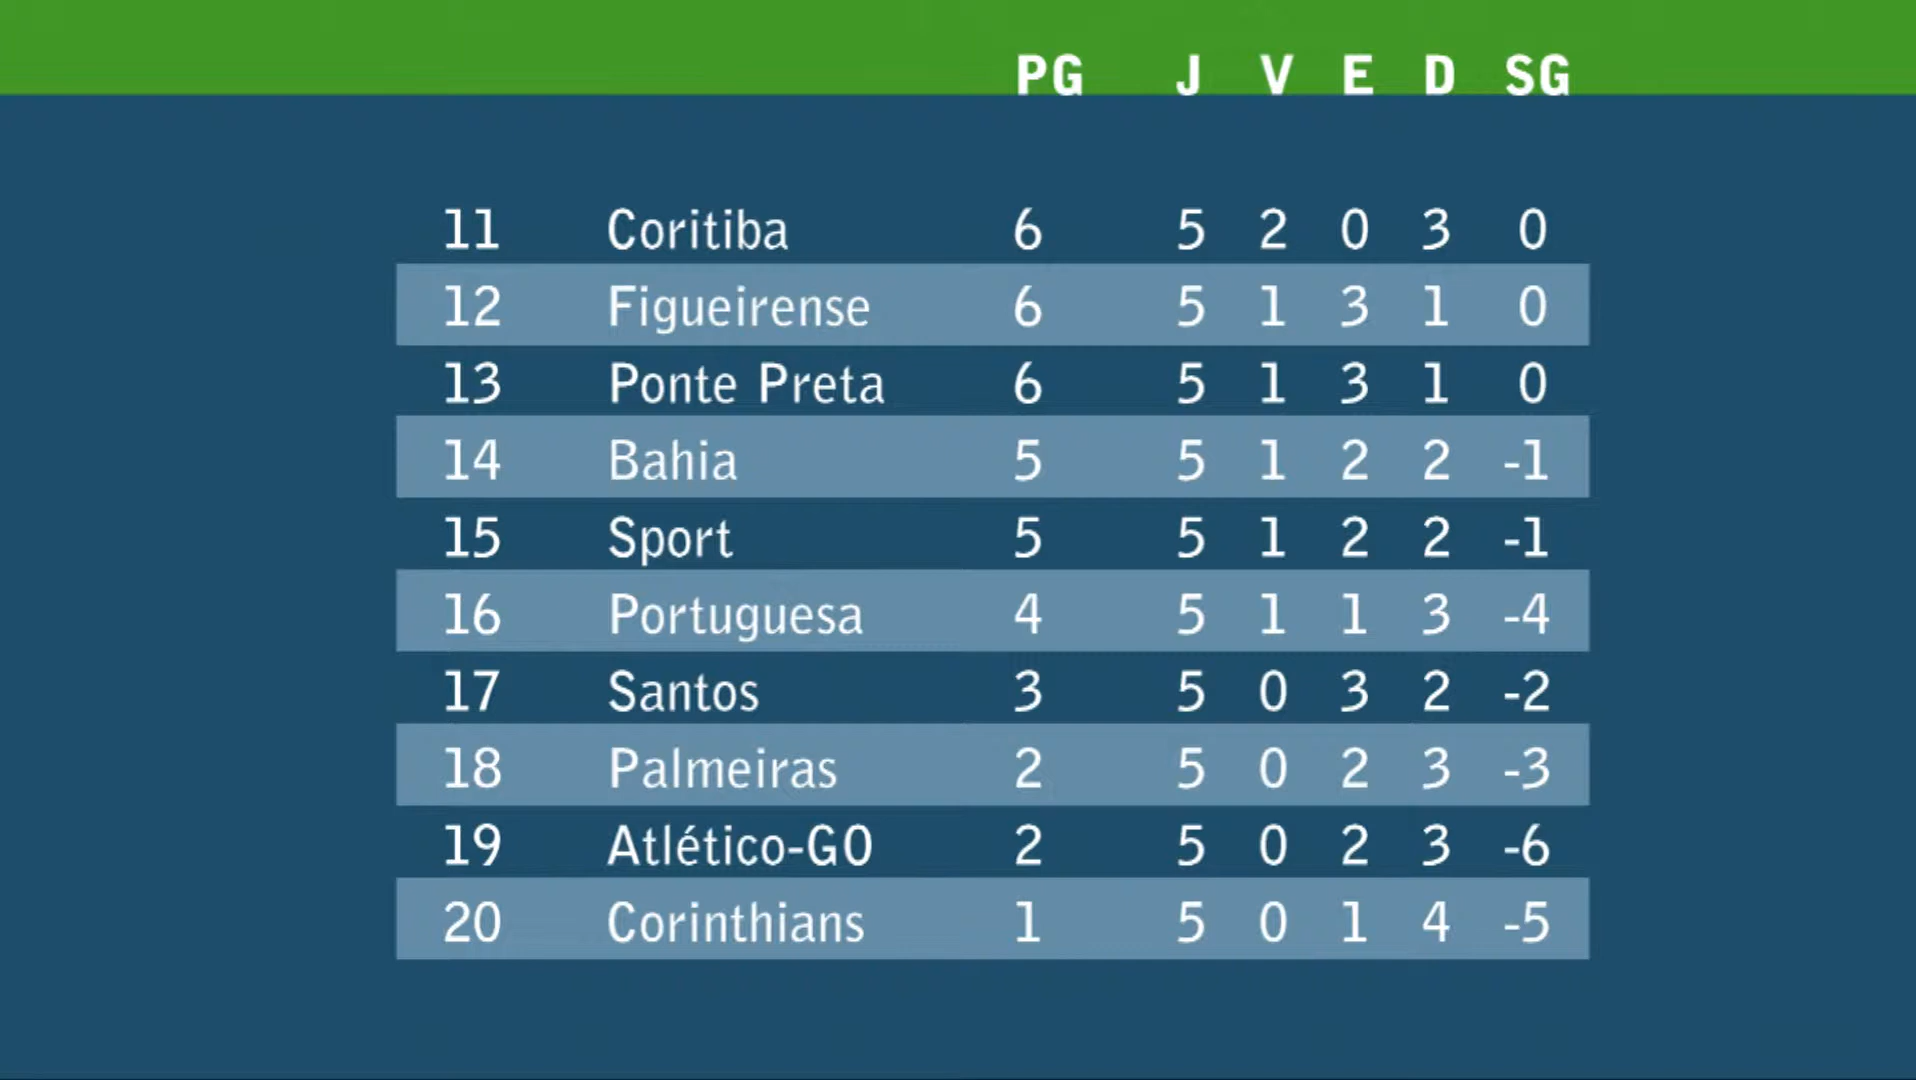 PG J V E D SG
11 Coritiba 6 5 2 0 3 0
12 Figueirense 6 5 1 3 1 0
13 Ponte Preta 6 5 1 3 1 0
14 Bahia 5 5 1 2 2 -1
15 Sport 5 5 1 2 2 -1
16 Portuguesa 4 5 1 1 3 -4
17 Santos 3 5 0 3 2 -2
18 Palmeiras 2 5 0 2 3 -3
19 Atlético-GO 2 5 0 2 3 -6
20 Corinthians 1 5 0 1 4 -5